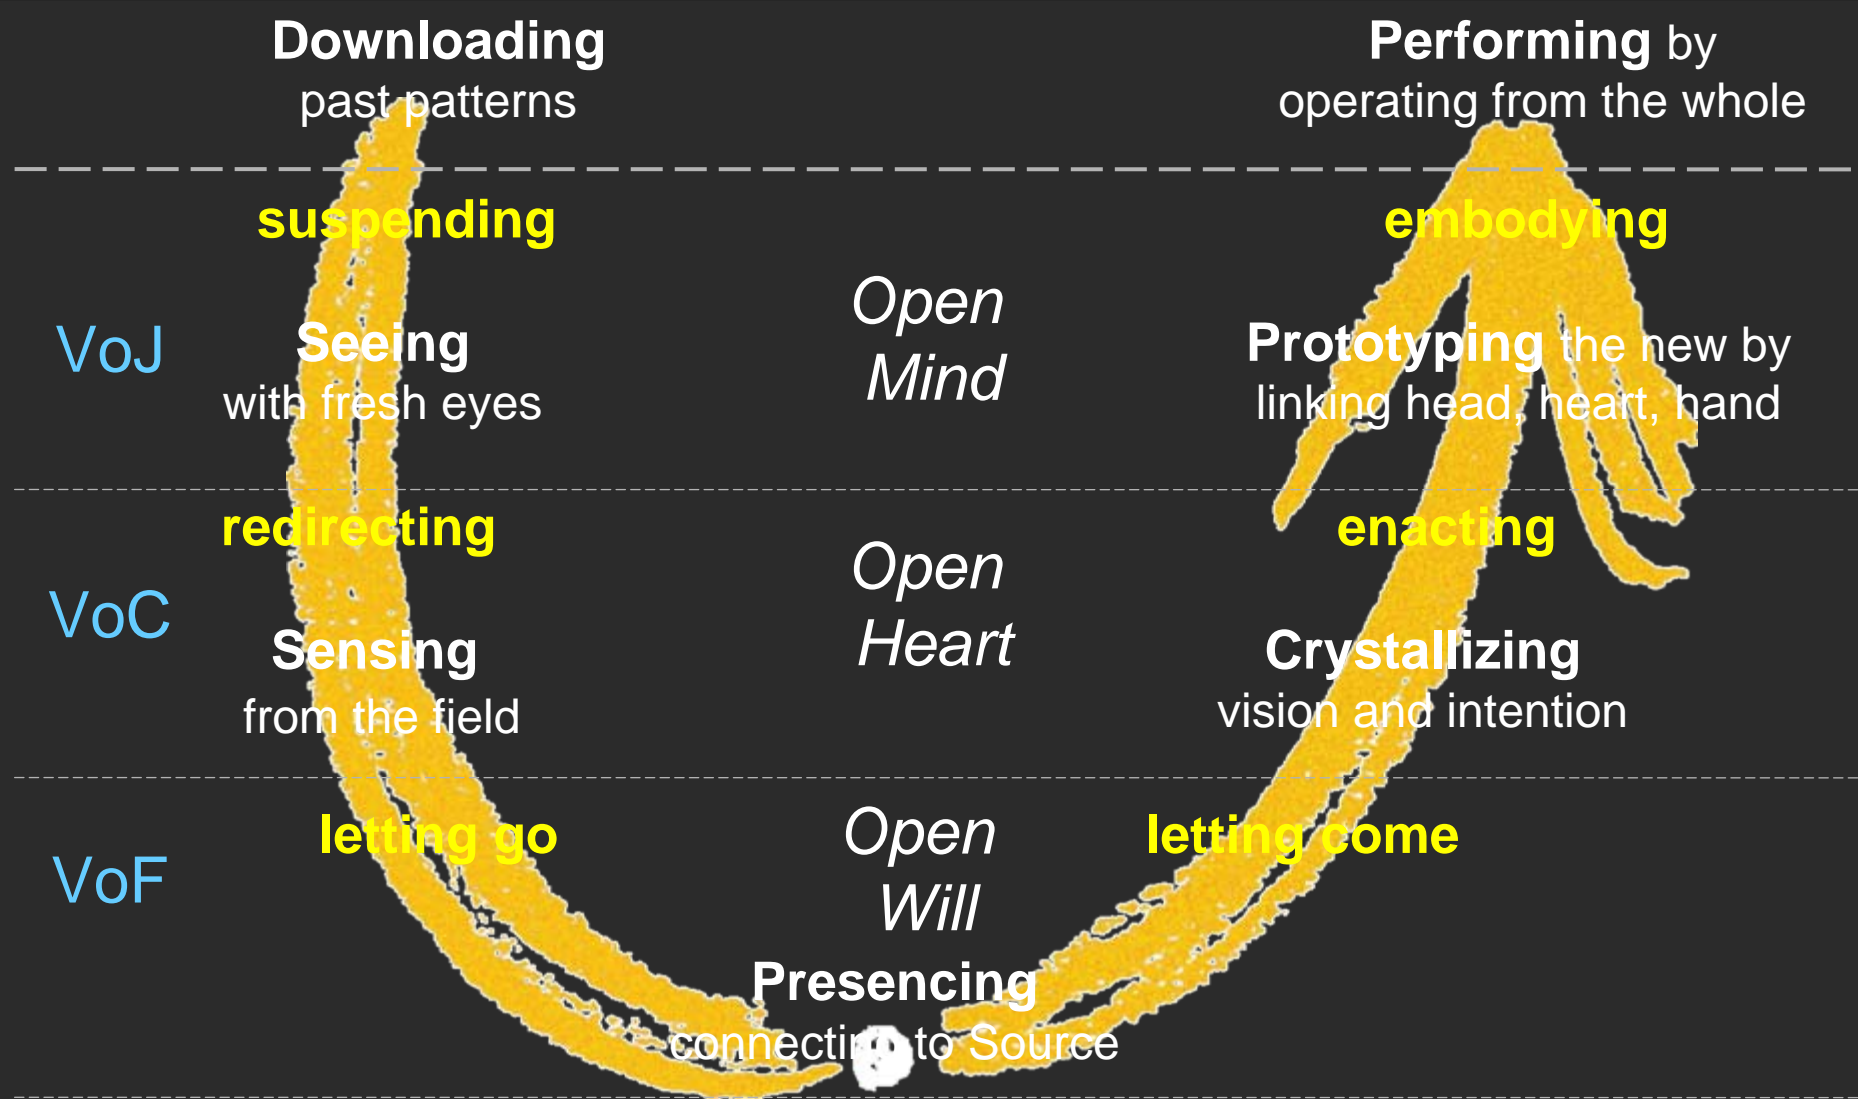 Downloading
past patterns
Performing by
operating from the whole
suspending
embodying
VoJ
Seeing
with fresh eyes
Open
Mind
Prototyping the new by
linking head, heart, hand
redirecting
enacting
VoC
Sensing
from the field
Open
Heart
Crystallizing
vision and intention
letting go
letting come
VoF
Open
Will
Presencing
connecting to Source